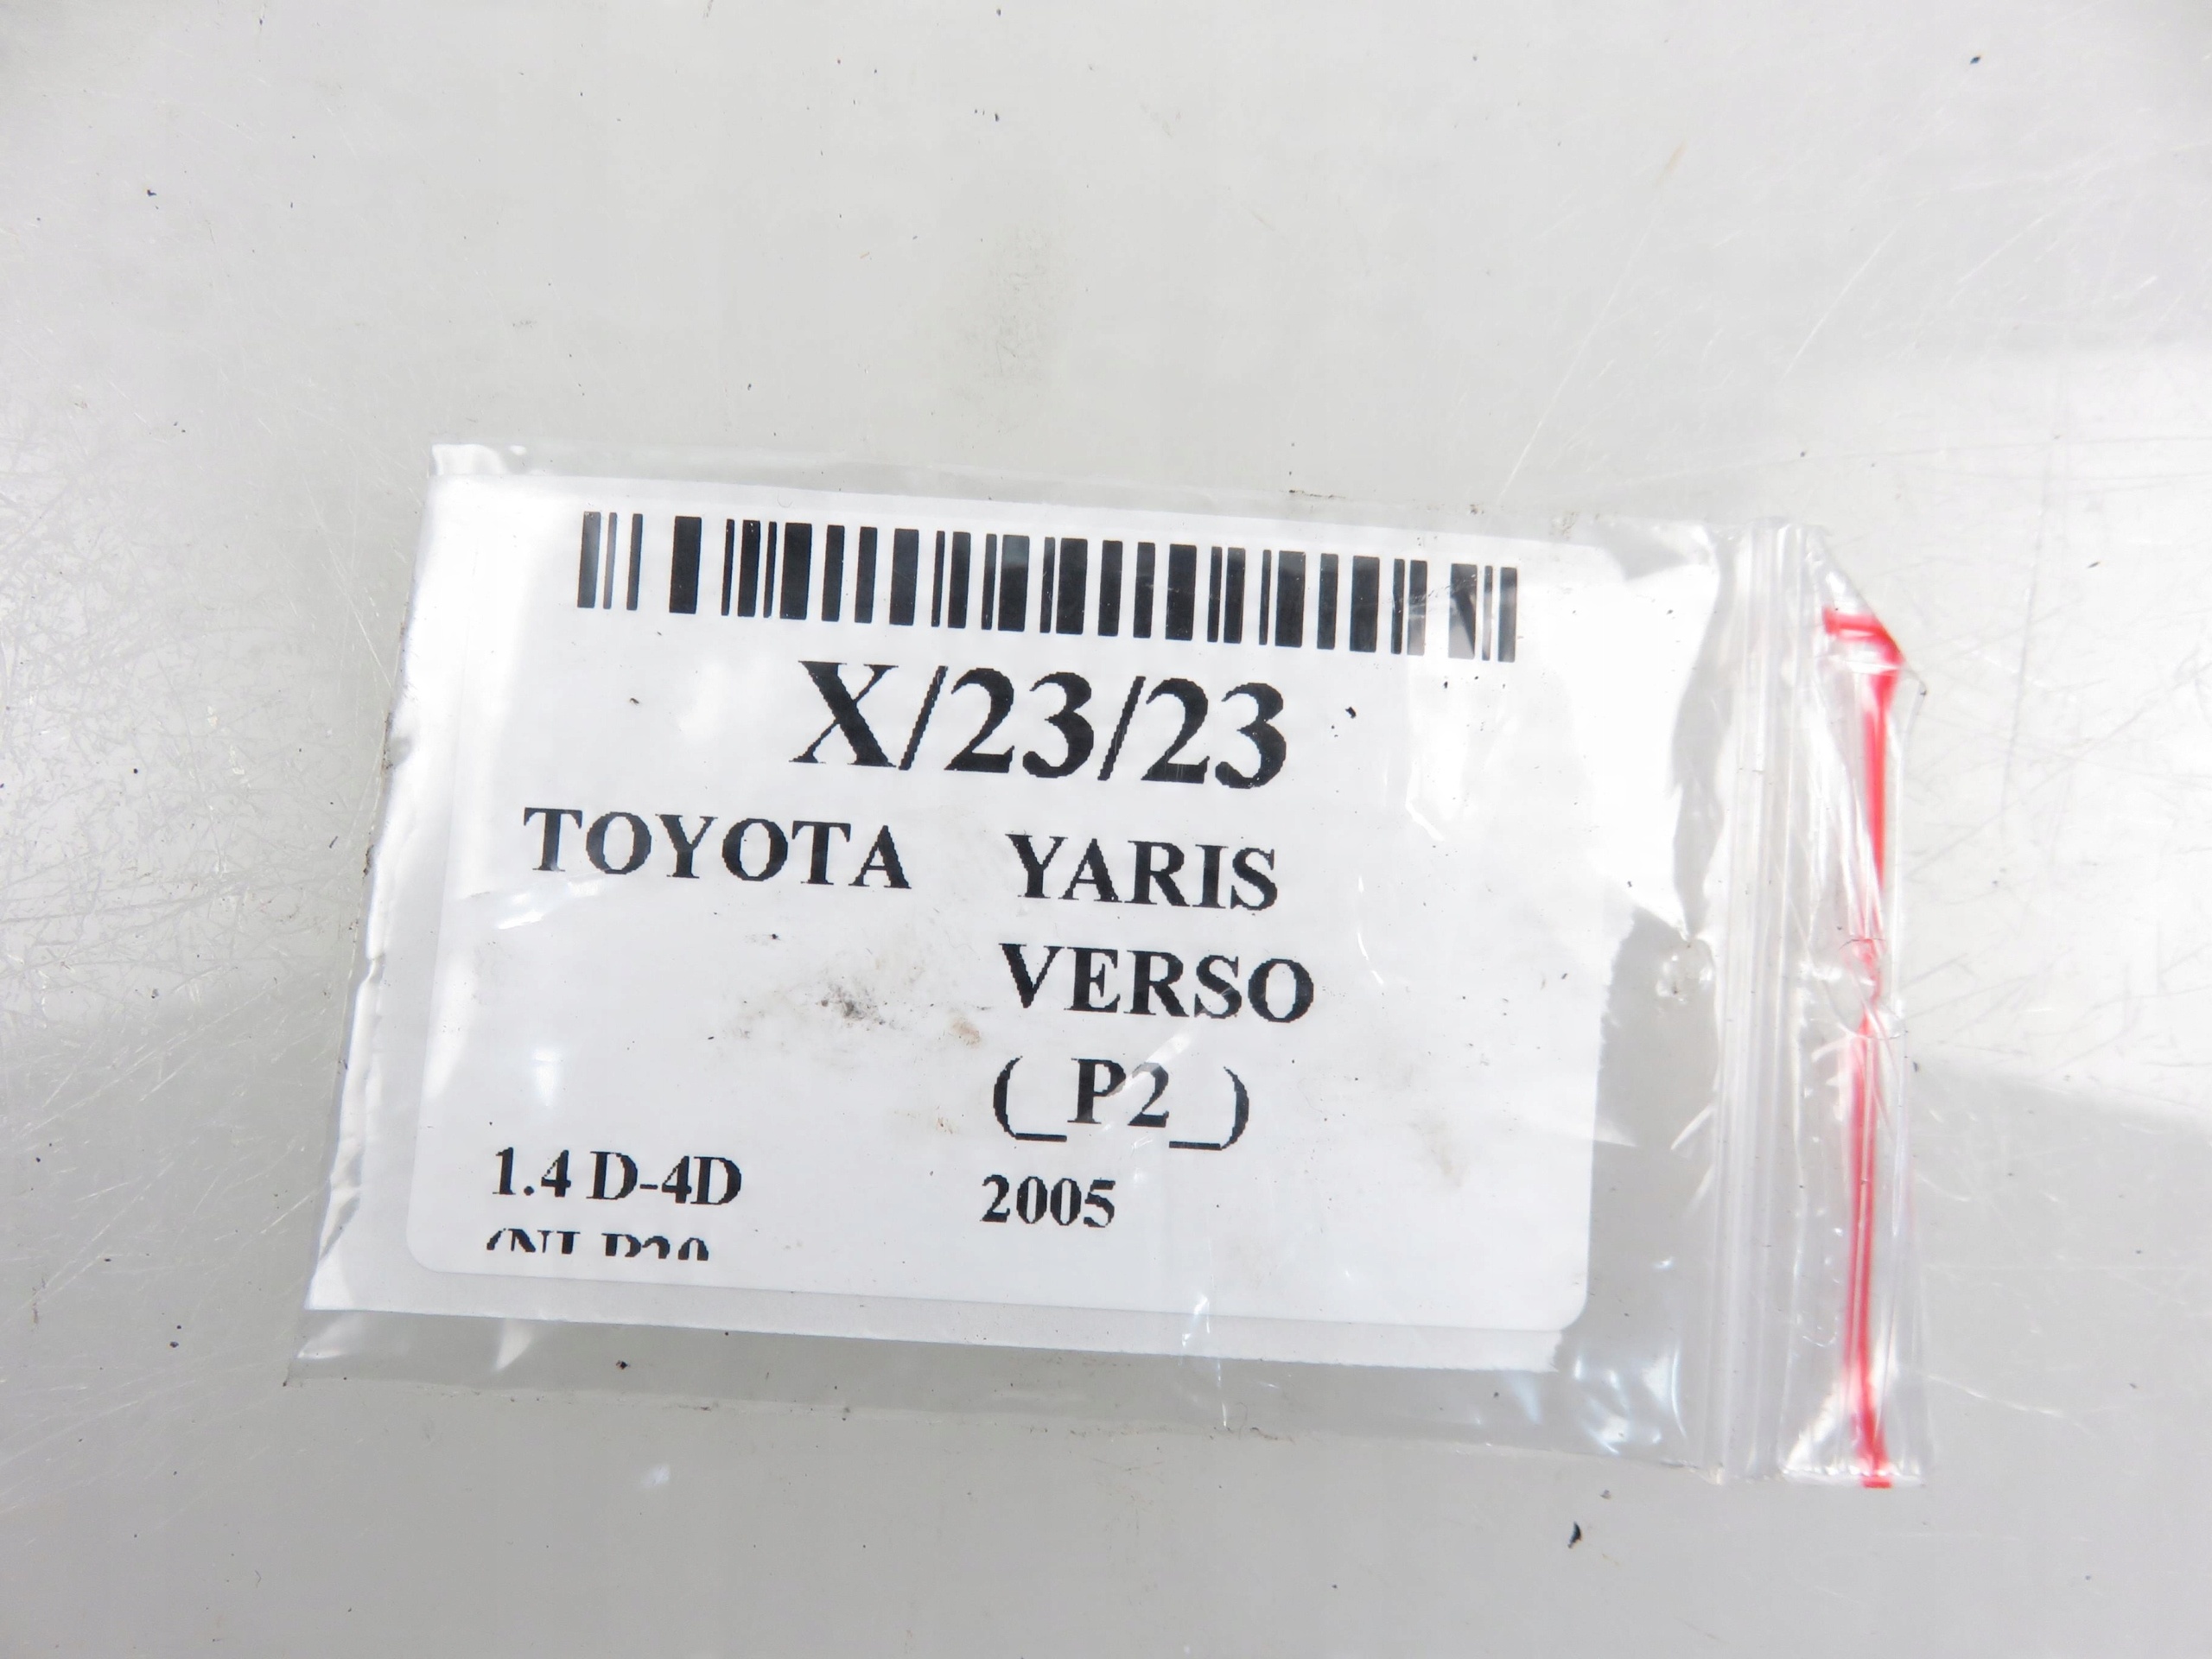 X/23/23
TOYOTA YARIS
VERSO
(_P2_)
1.4 D-4D 2005